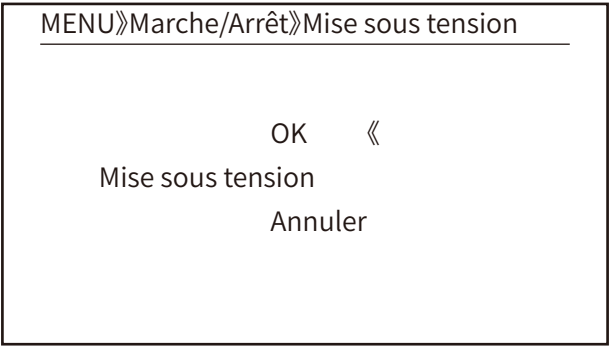 MENU》Marche/Arrêt》Mise sous tension
OK 《
Mise sous tension
Annuler